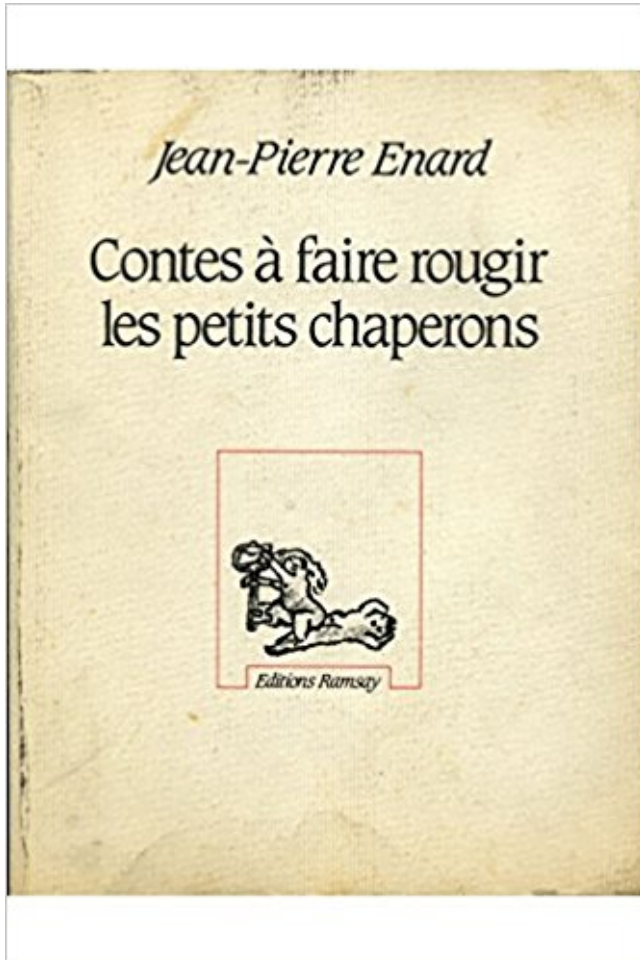 Jean-Pierre Enard
Contes à faire rougir
les petits chaperons
Editions Ramsay